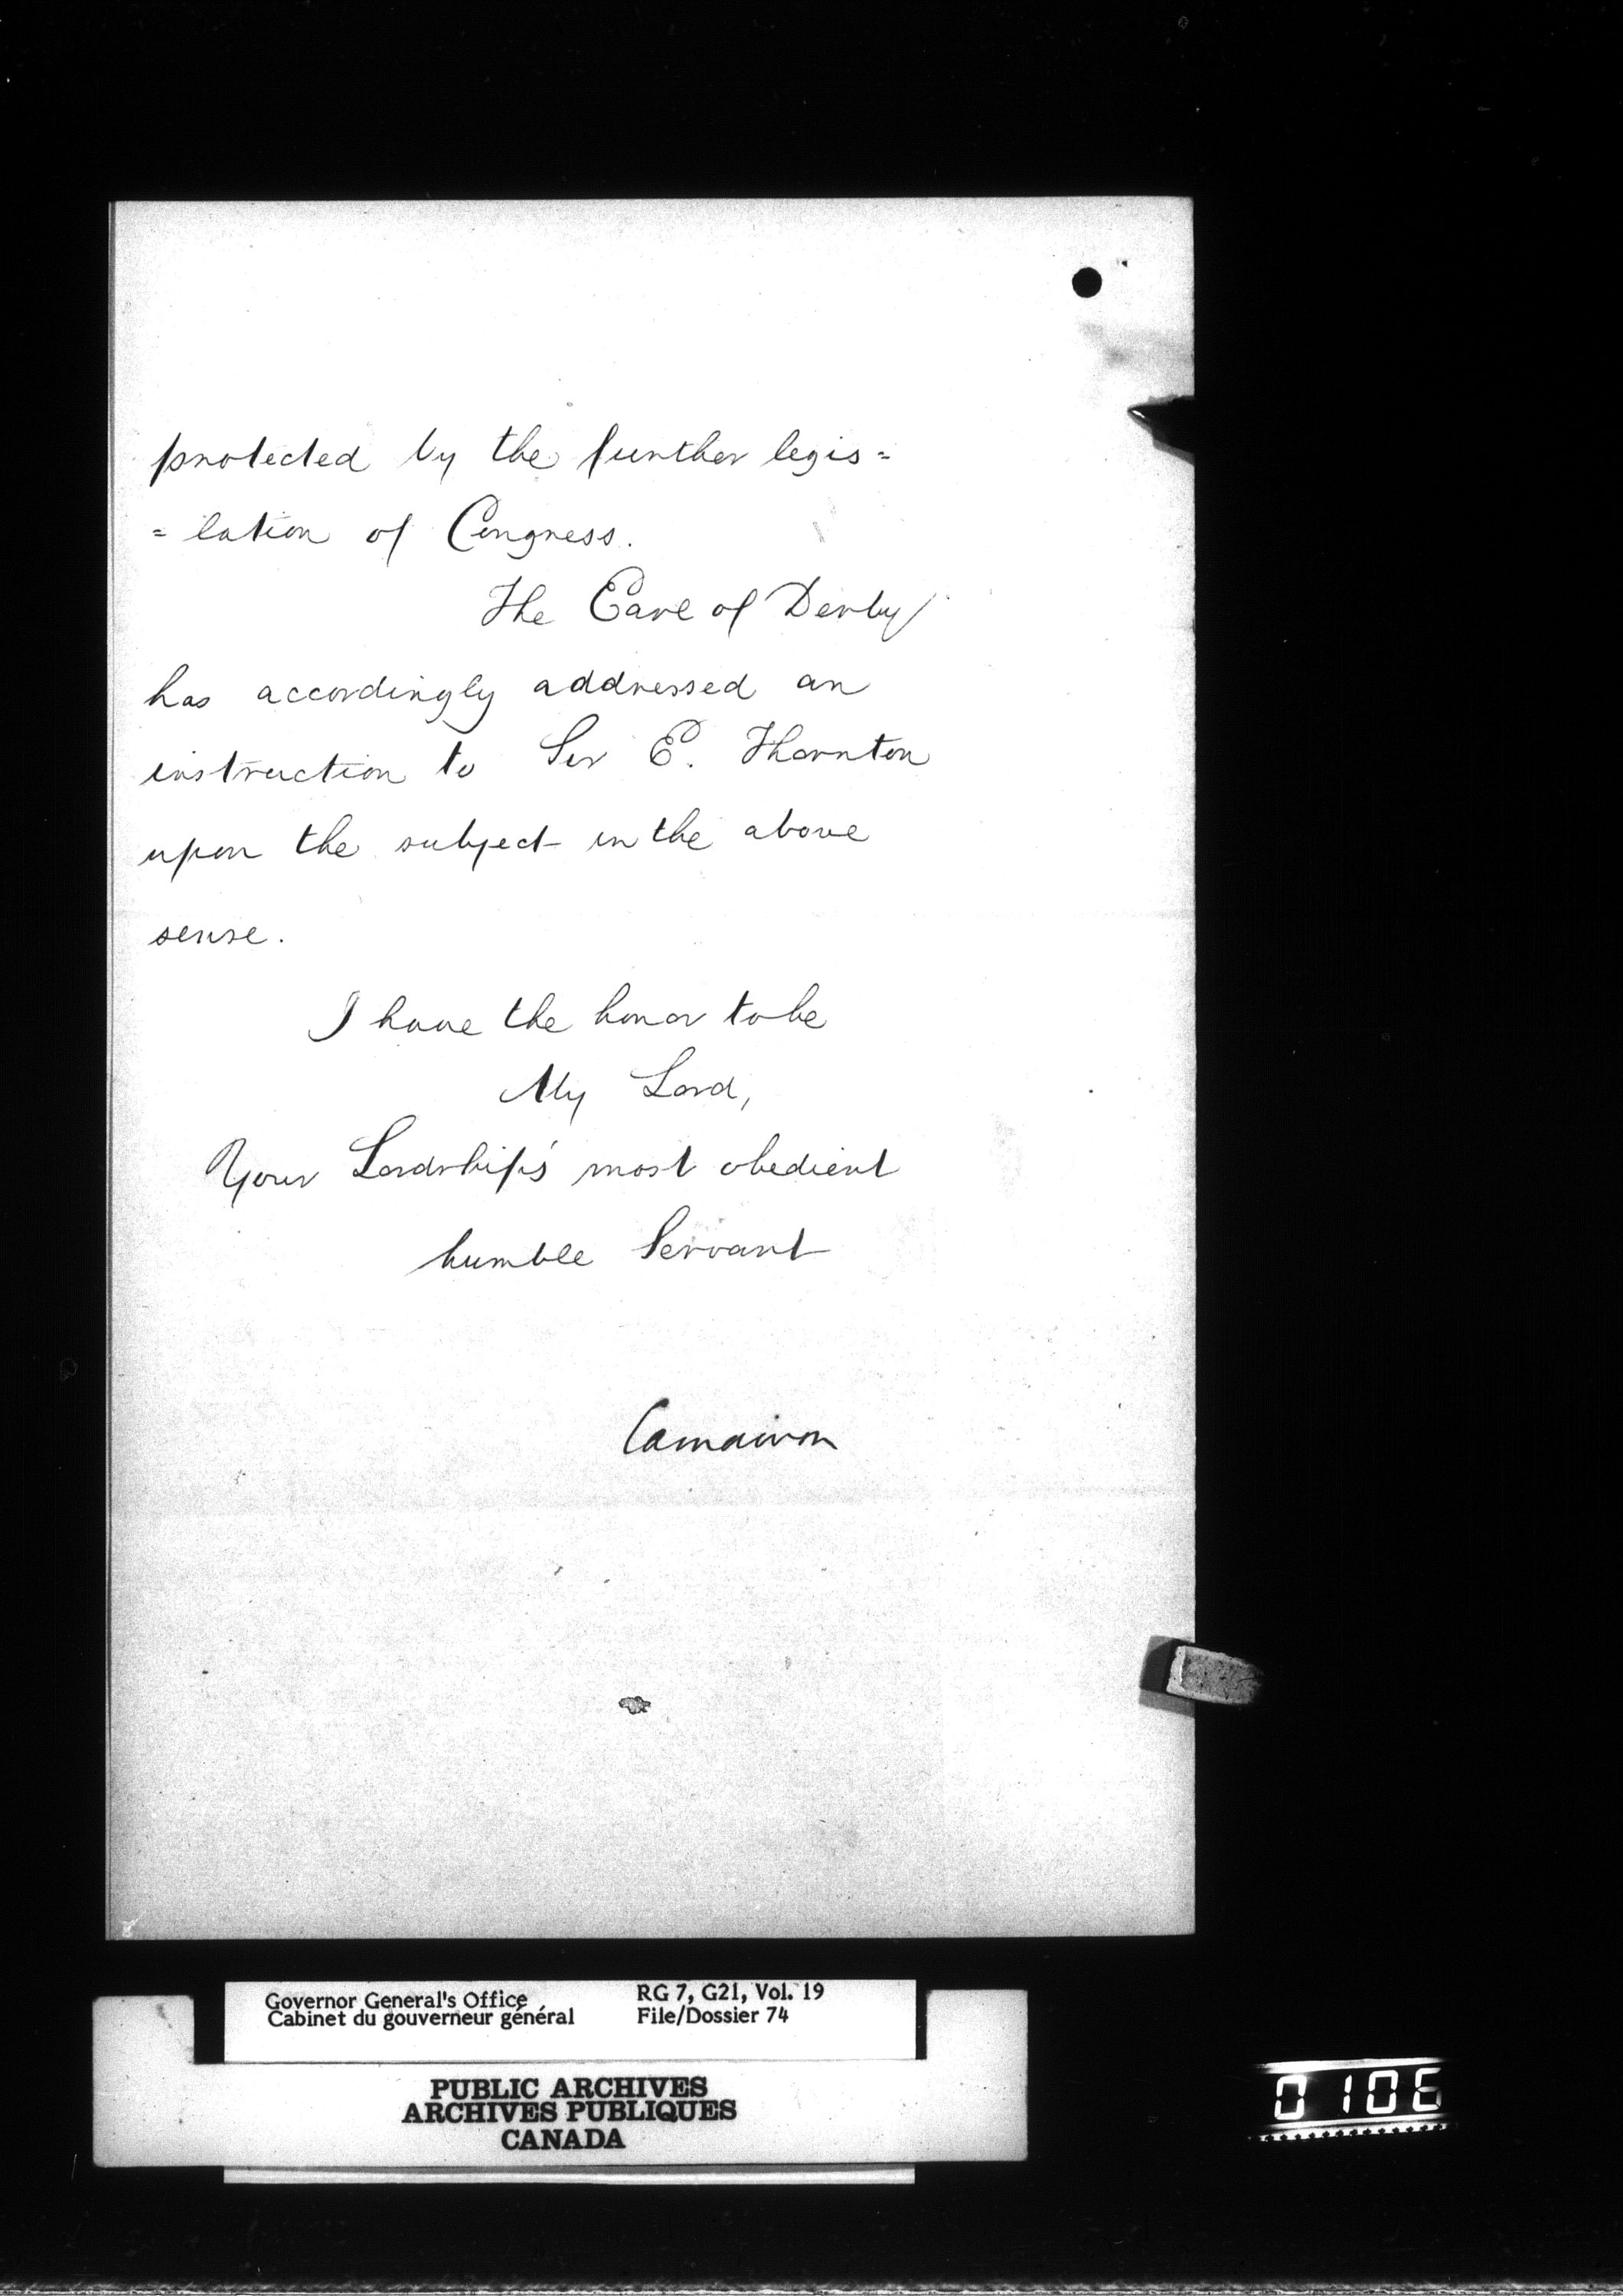 protected by the further legis=
=lation of Congress.
The Earl of Derby
has accordingly addressed an
instruction to Sir E. Thornton
upon the subject in the above
sense.
I have the honor to be
My Lord,
Your Lordship's most obedient
humble Servant
Carnarvon
Governor General's Office
Cabinet du gouverneur général
RG 7, G21, Vol. 19
File/Dossier 74
PUBLIC ARCHIVES
ARCHIVES PUBLIQUES
CANADA
0106